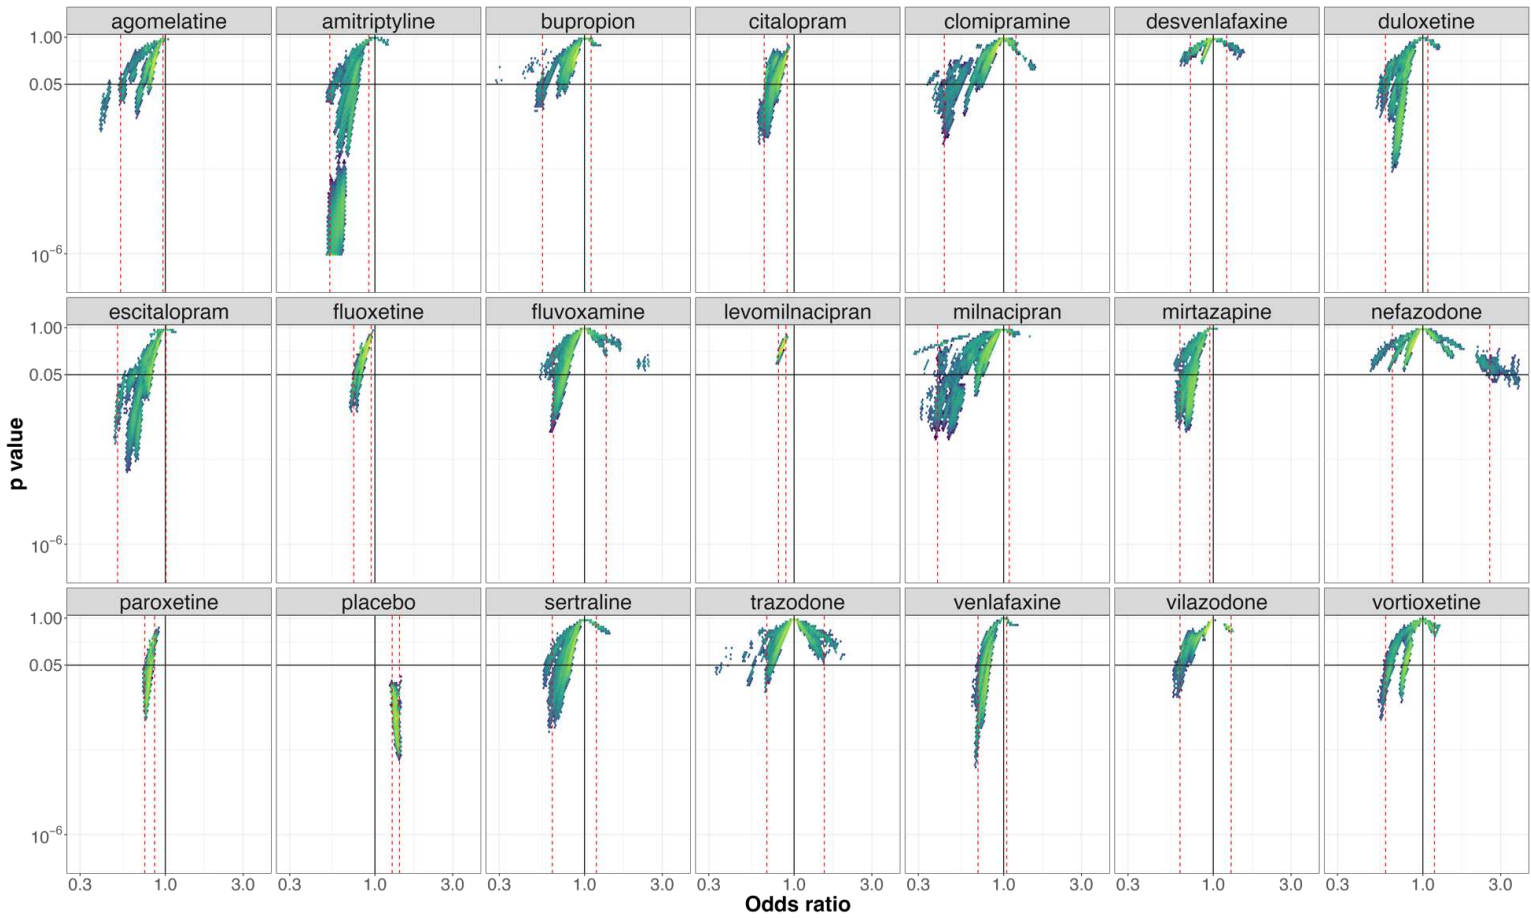 agomelatine amitriptyline bupropion citalopram clomipramine desvenlafaxine duloxetine
1.00
0.05
10⁻⁶
escitalopram fluoxetine fluvoxamine levomilnacipran milnacipran mirtazapine nefazodone
1.00
0.05
10⁻⁶
p value
paroxetine placebo sertraline trazodone venlafaxine vilazodone vortioxetine
1.00
0.05
10⁻⁶
0.3 1.0 3.0 0.3 1.0 3.0 0.3 1.0 3.0 0.3 1.0 3.0 0.3 1.0 3.0 0.3 1.0 3.0 0.3 1.0 3.0
Odds ratio